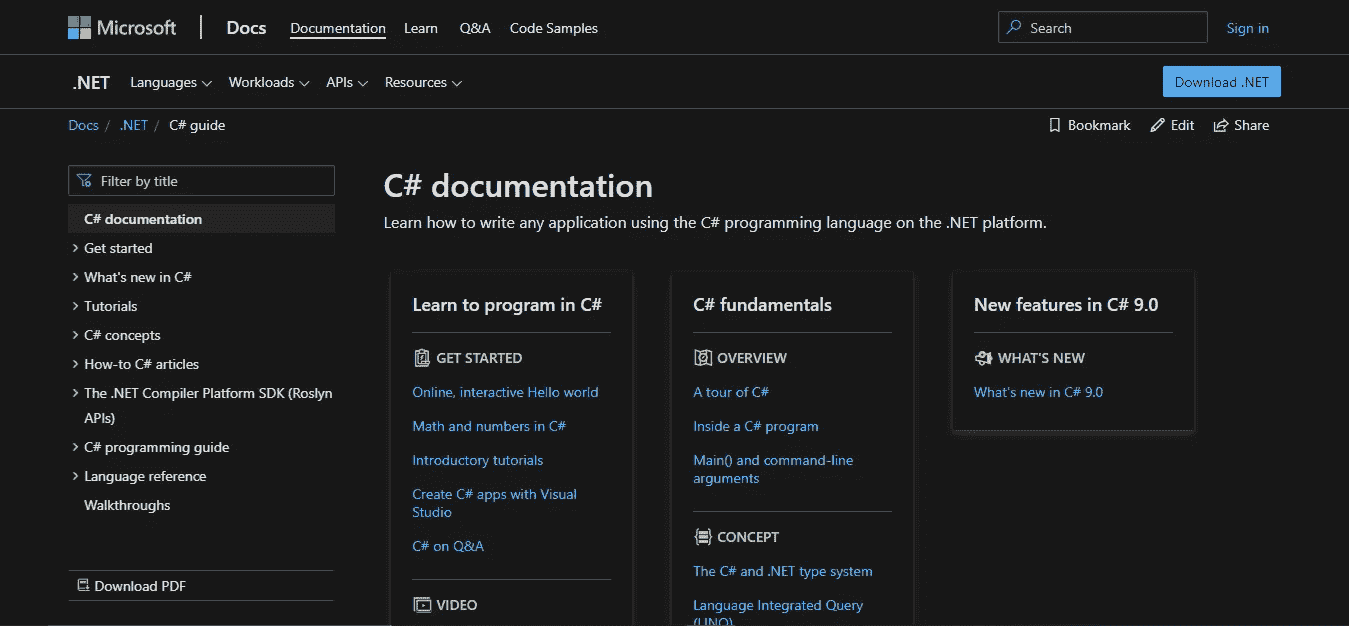 Microsoft Docs Documentation Learn Q&A Code Samples Search Sign in
.NET Languages Workloads APIs Resources Download .NET
Docs / .NET / C# guide Bookmark Edit Share
Filter by title
C# documentation
Get started
What's new in C#
Tutorials
C# concepts
How-to C# articles
The .NET Compiler Platform SDK (Roslyn
APIs)
C# programming guide
Language reference
Walkthroughs
Download PDF
C# documentation
Learn how to write any application using the C# programming language on the .NET platform.
Learn to program in C#
GET STARTED
Online, interactive Hello world
Math and numbers in C#
Introductory tutorials
Create C# apps with Visual
Studio
C# on Q&A
VIDEO
C# fundamentals
OVERVIEW
A tour of C#
Inside a C# program
Main() and command-line
arguments
CONCEPT
The C# and .NET type system
Language Integrated Query
(LINQ)
New features in C# 9.0
WHAT'S NEW
What's new in C# 9.0